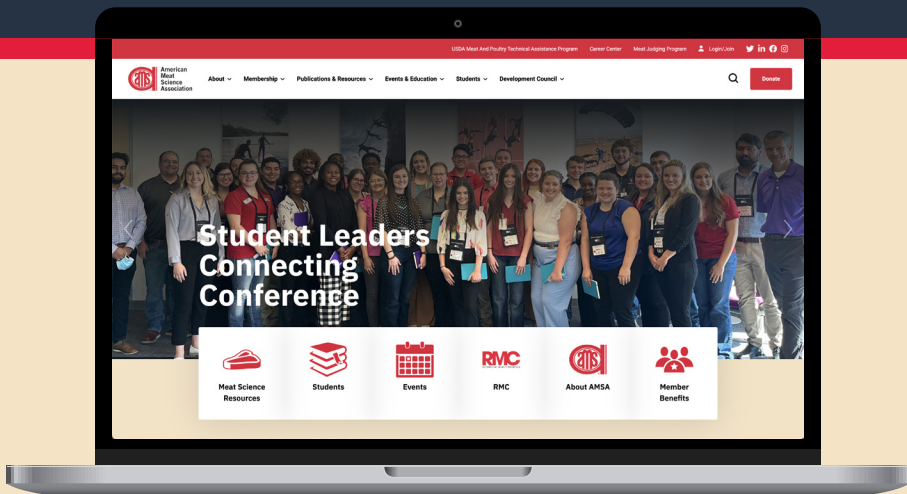 USDA Meat And Poultry Technical Assistance Program Career Center Meat Judging Program Login/Join
American
Meat
Science
Association
About Membership Publications & Resources Events & Education Students Development Council Donate
Student Leaders
Connecting
Conference
RMC
Meat Science
Resources
Students
Events
RMC
About AMSA
Member
Benefits